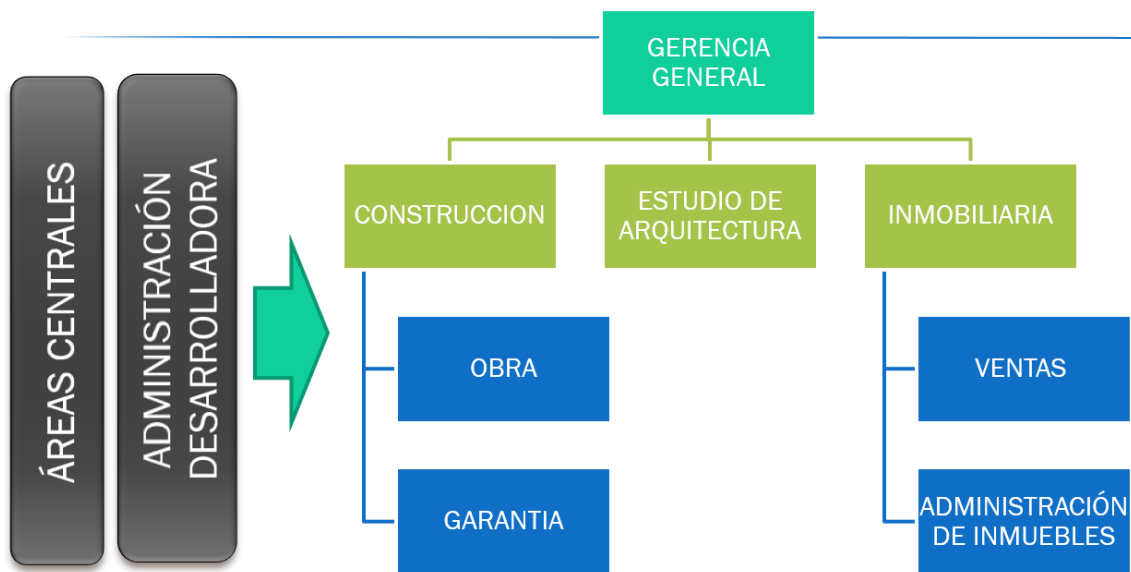 ÁREAS CENTRALES
ADMINISTRACIÓN
DESARROLLADORA
GERENCIA
GENERAL
CONSTRUCCION
ESTUDIO DE
ARQUITECTURA
INMOBILIARIA
OBRA
VENTAS
GARANTIA
ADMINISTRACIÓN
DE INMUEBLES